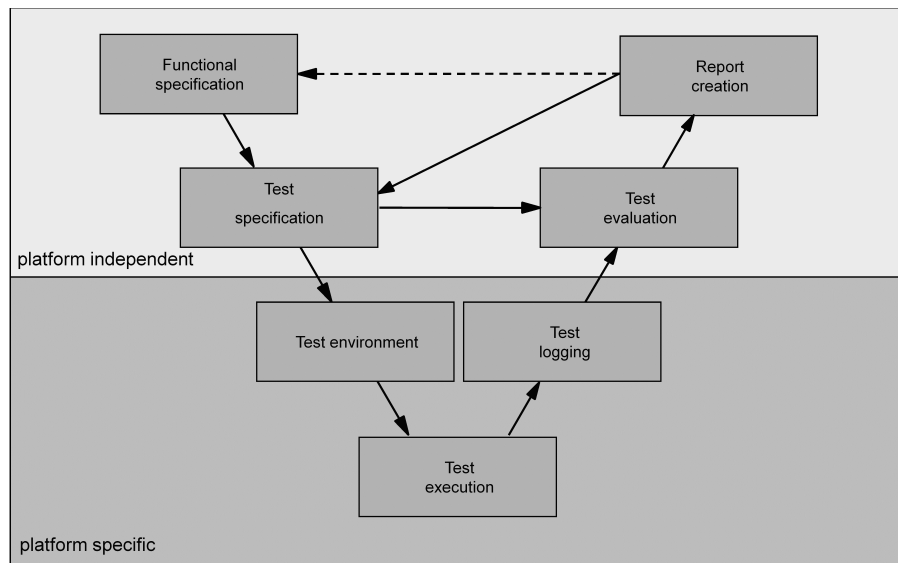 Functional
specification
Report
creation
Test
specification
Test
evaluation
platform independent
Test environment
Test
logging
Test
execution
platform specific